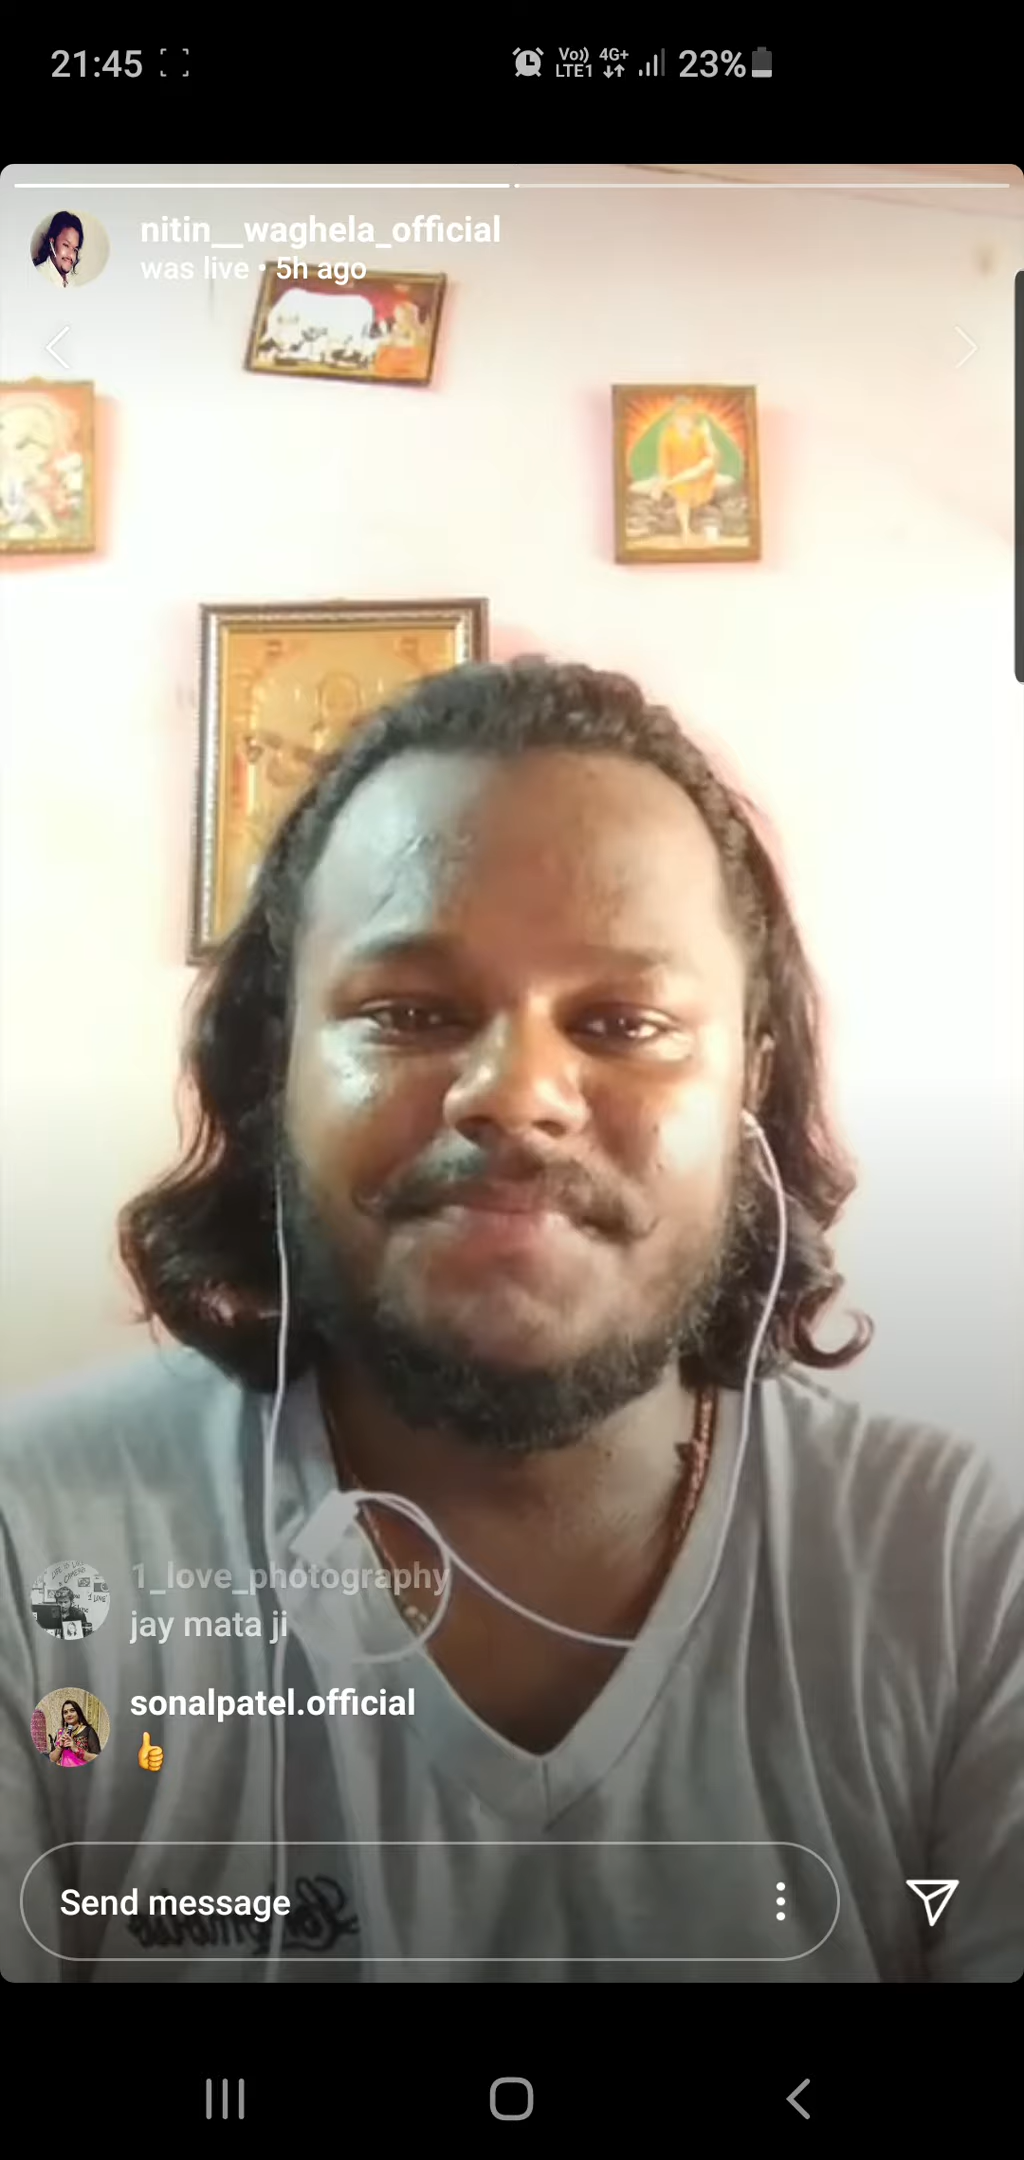 21:45
Vo)) 4G+
LTE1
23%
nitin__waghela_official
was live • 5h ago
1_love_photography
jay mata ji
sonalpatel.official
👍
Send message